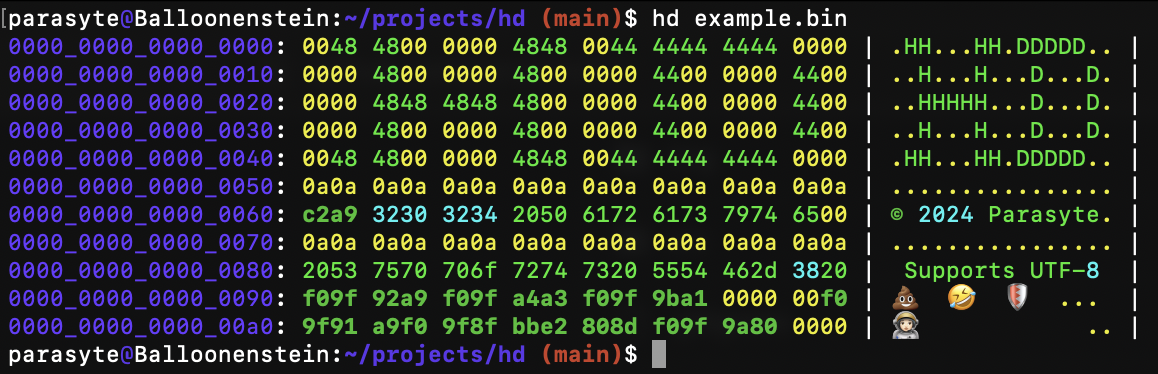 parasyte@Balloonenstein:~/projects/hd (main)$ hd example.bin
0000_0000_0000_0000: 0048 4800 0000 4848 0044 4444 4444 0000 | .HH...HH.DDDDD.. |
0000_0000_0000_0010: 0000 4800 0000 4800 0000 4400 0000 4400 | ..H...H...D...D. |
0000_0000_0000_0020: 0000 4848 4848 4800 0000 4400 0000 4400 | ..HHHHH...D...D. |
0000_0000_0000_0030: 0000 4800 0000 4800 0000 4400 0000 4400 | ..H...H...D...D. |
0000_0000_0000_0040: 0048 4800 0000 4848 0044 4444 4444 0000 | .HH...HH.DDDDD.. |
0000_0000_0000_0050: 0a0a 0a0a 0a0a 0a0a 0a0a 0a0a 0a0a 0a0a | ................ |
0000_0000_0000_0060: c2a9 3230 3234 2050 6172 6173 7974 6500 | © 2024 Parasyte. |
0000_0000_0000_0070: 0a0a 0a0a 0a0a 0a0a 0a0a 0a0a 0a0a 0a0a | ................ |
0000_0000_0000_0080: 2053 7570 706f 7274 7320 5554 462d 3820 |  Supports UTF-8  |
0000_0000_0000_0090: f09f 92a9 f09f a4a3 f09f 9ba1 0000 00f0 | 💩  🤣  🛡  ... |
0000_0000_0000_00a0: 9f91 a9f0 9f8f bbe2 808d f09f 9a80 0000 | 👩🏻‍🚀 .. |
parasyte@Balloonenstein:~/projects/hd (main)$